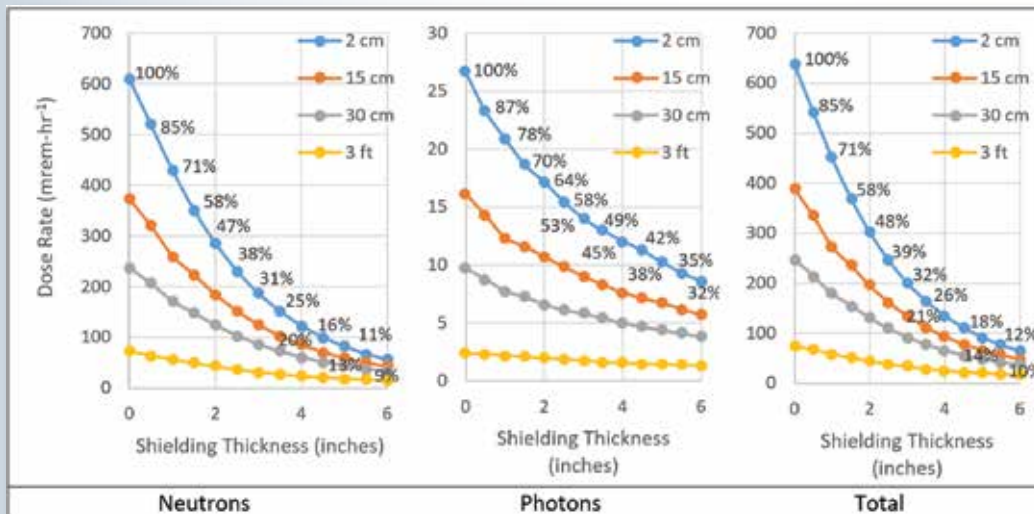 700
600
500
400
300
200
100
0
Dose Rate (mrem-hr⁻¹)
100%
85%
71%
58%
47%
38%
31%
25%
20%
16%
13%
11%
9%
2 cm
15 cm
30 cm
3 ft
0 2 4 6
Shielding Thickness (inches)
Neutrons
30
25
20
15
10
5
0
100%
87%
78%
70%
64%
58%
53%
49%
45%
42%
38%
35%
32%
2 cm
15 cm
30 cm
3 ft
0 2 4 6
Shielding Thickness
(inches)
Photons
700
600
500
400
300
200
100
0
100%
85%
71%
58%
48%
39%
32%
26%
21%
18%
14%
12%
10%
2 cm
15 cm
30 cm
3 ft
0 2 4 6
Shielding Thickness
(inches)
Total